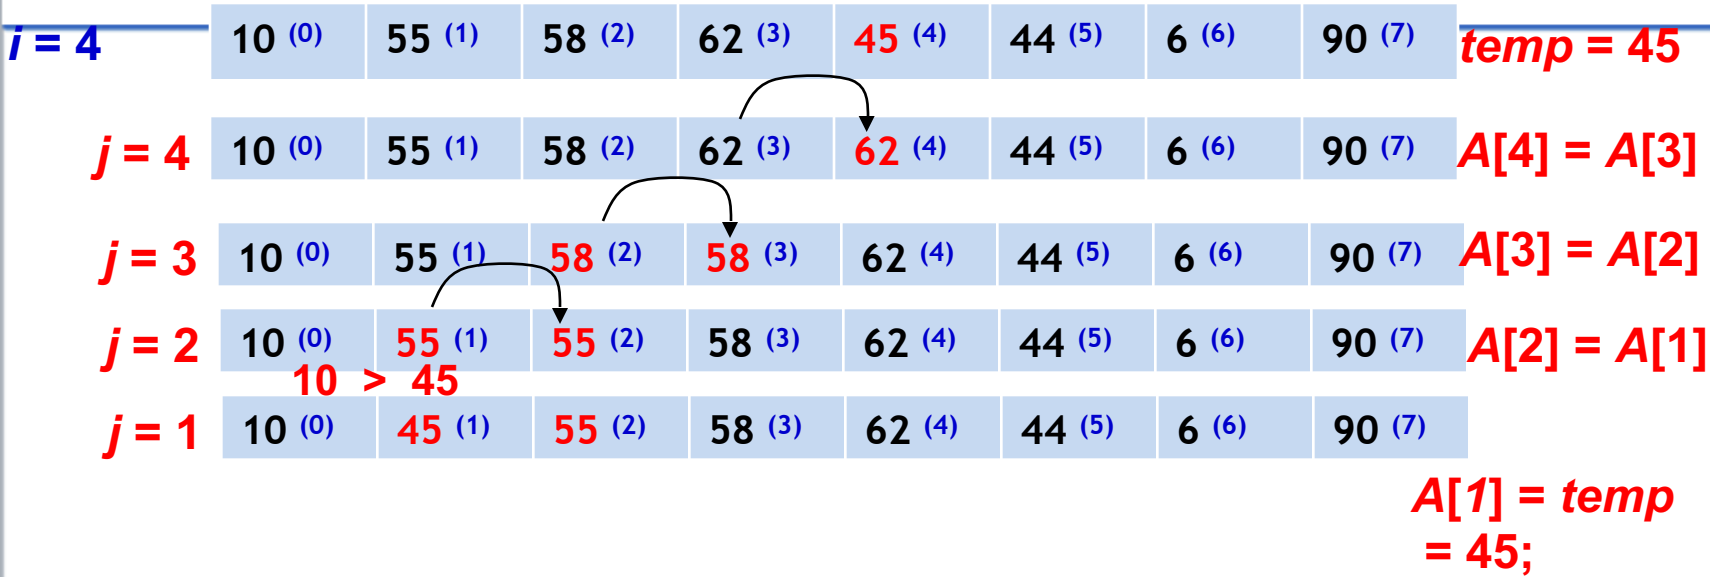 i = 4 10 (0) 55 (1) 58 (2) 62 (3) 45 (4) 44 (5) 6 (6) 90 (7) temp = 45
j = 4 10 (0) 55 (1) 58 (2) 62 (3) 62 (4) 44 (5) 6 (6) 90 (7) A[4] = A[3]
j = 3 10 (0) 55 (1) 58 (2) 58 (3) 62 (4) 44 (5) 6 (6) 90 (7) A[3] = A[2]
j = 2 10 (0) 55 (1) 55 (2) 58 (3) 62 (4) 44 (5) 6 (6) 90 (7) A[2] = A[1]
10 > 45
j = 1 10 (0) 45 (1) 55 (2) 58 (3) 62 (4) 44 (5) 6 (6) 90 (7)
A[1] = temp
= 45;